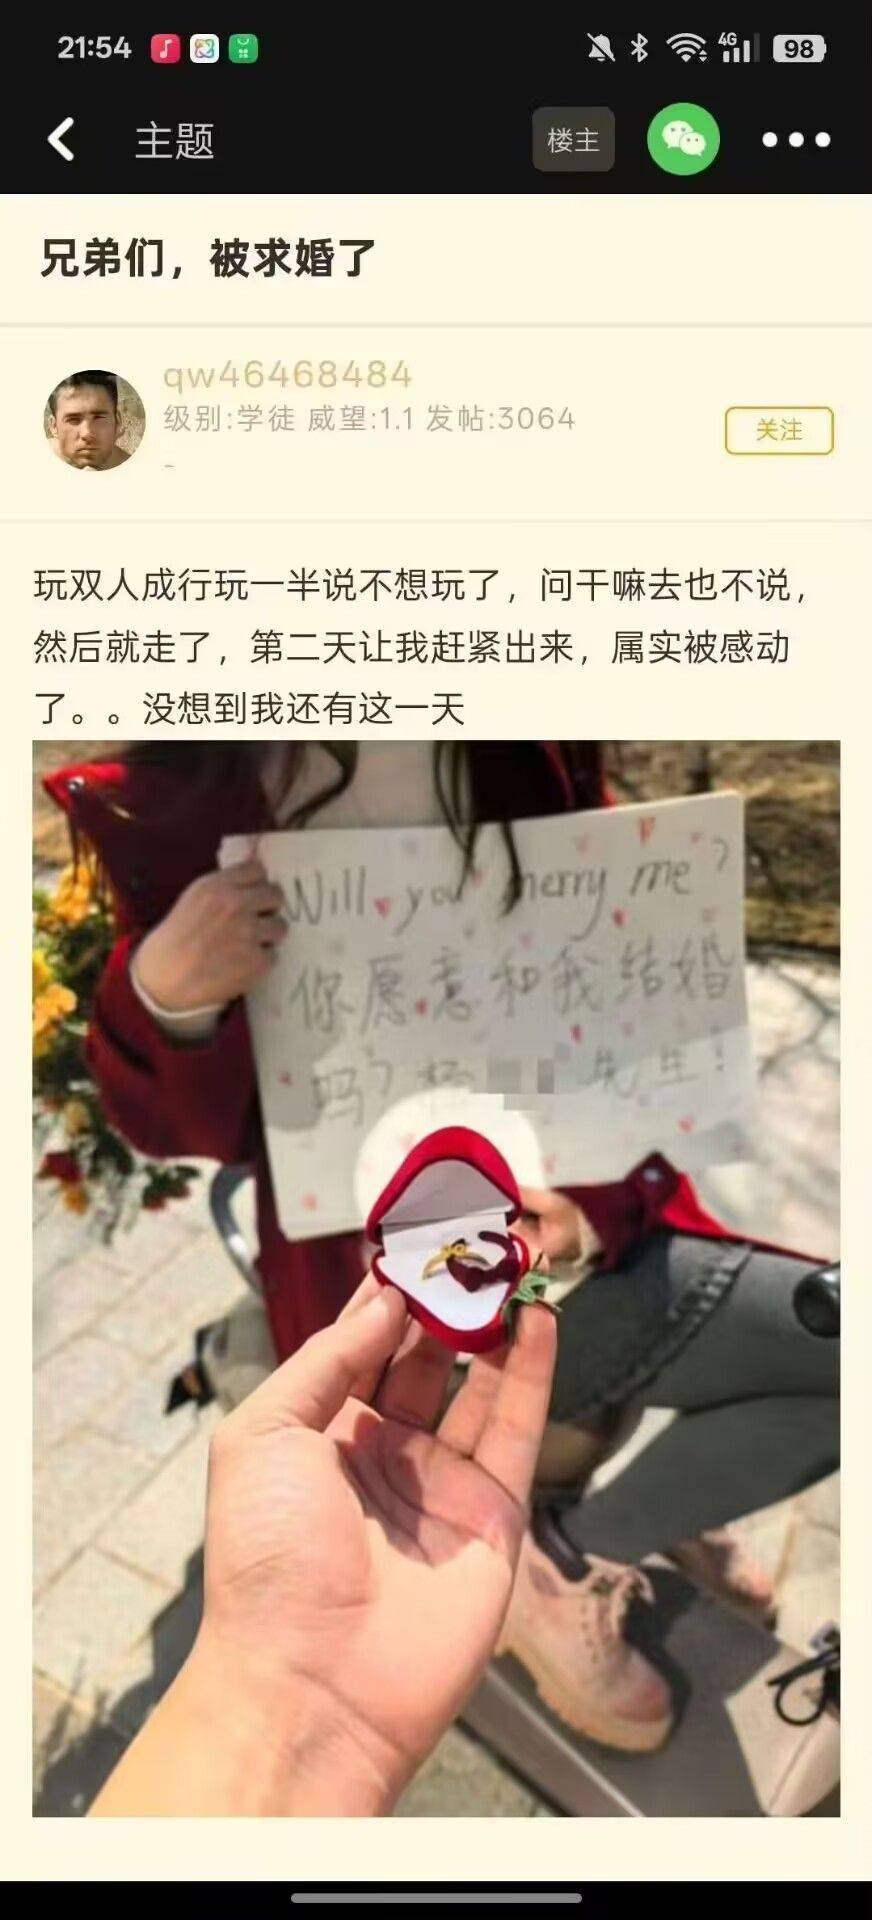 21:54
4G
98
主题
楼主
兄弟们，被求婚了
qw46468484
级别:学徒 威望:1.1 发帖:3064
关注
-
玩双人成行玩一半说不想玩了，问干嘛去也不说，
然后就走了，第二天让我赶紧出来，属实被感动
了。。没想到我还有这一天
Will you merry me?
你愿意和我结婚
吗? 先生!